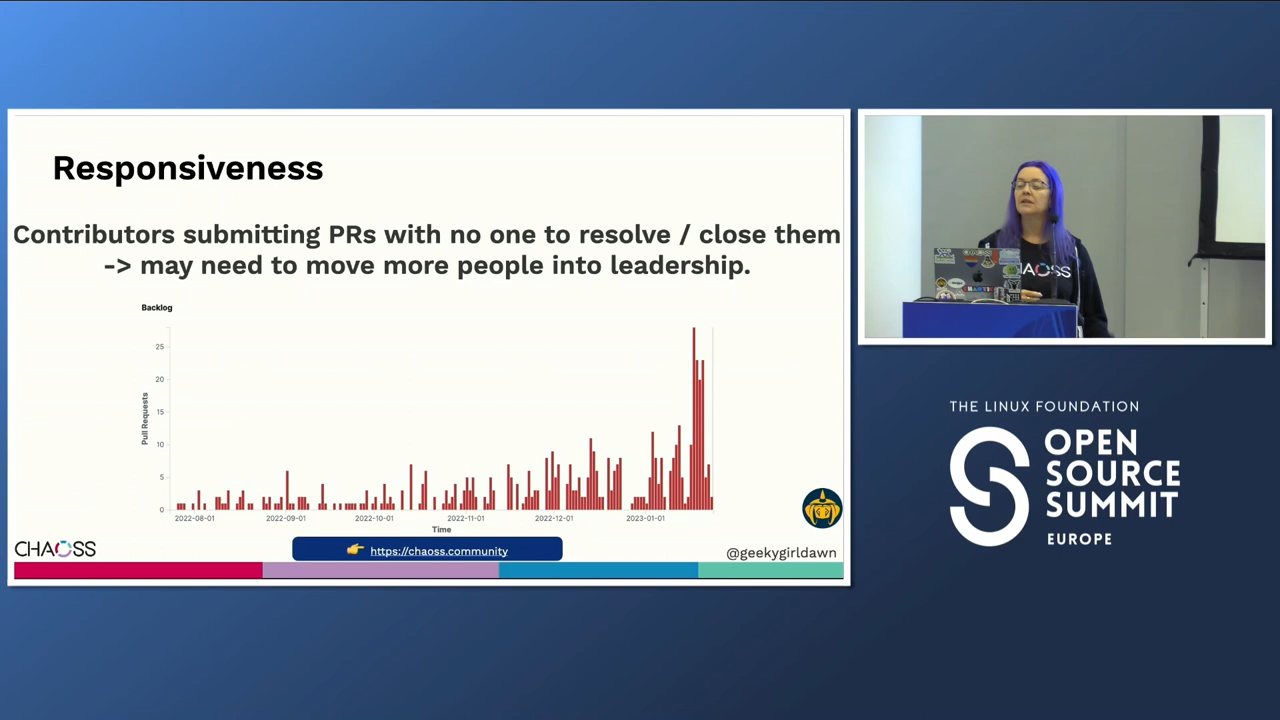 Responsiveness
Contributors submitting PRs with no one to resolve / close them
-> may need to move more people into leadership.
Backlog
25
20
15
10
5
0
Pull Requests
2022-08-01
2022-09-01
2022-10-01
2022-11-01
2022-12-01
2023-01-01
Time
CHAOSS
👉 https://chaoss.community
@geekygirldawn
CHAOSS
THE LINUX FOUNDATION
OPEN
SOURCE
SUMMIT
EUROPE